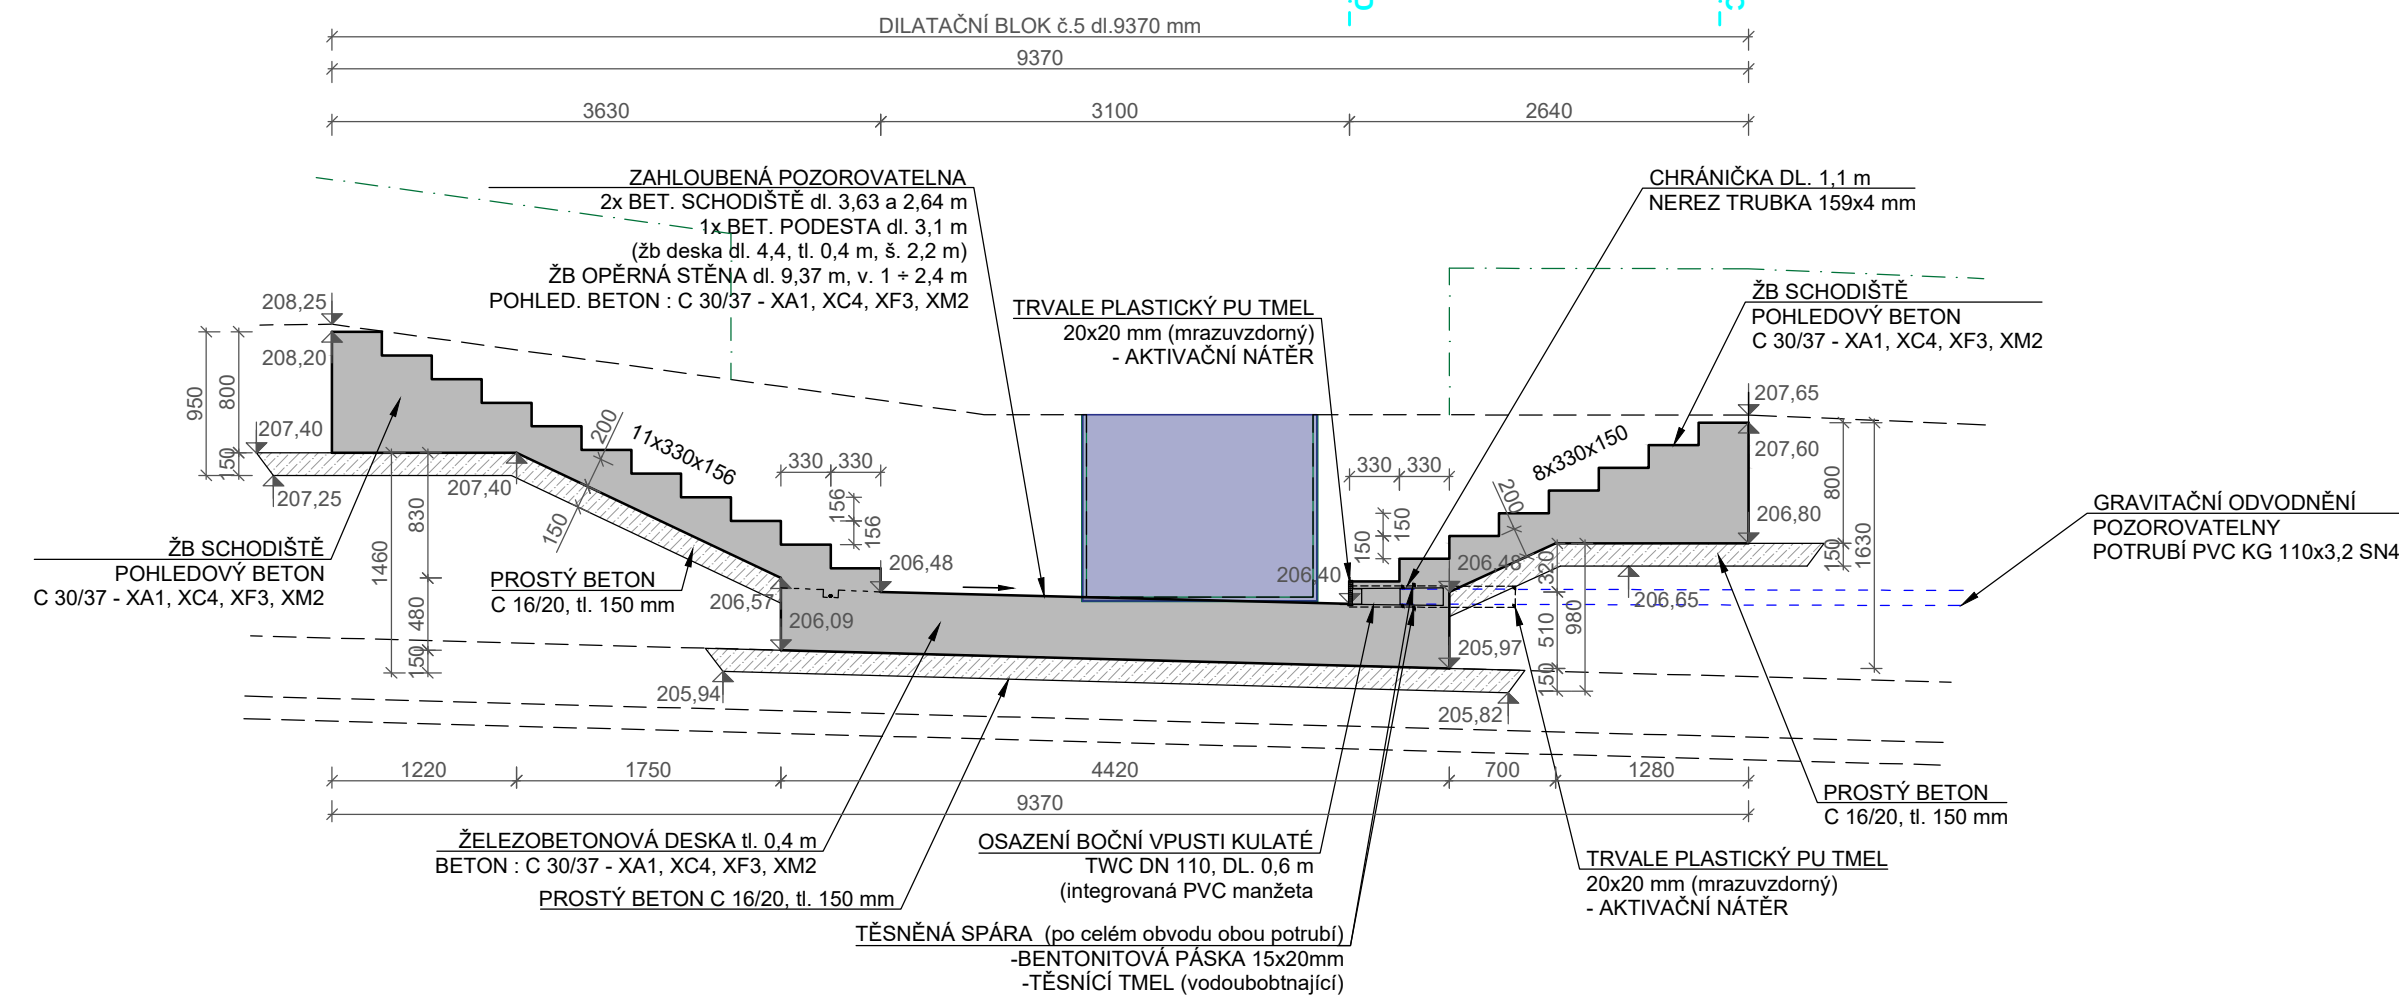 DILATAČNÍ BLOK č.5 dl.9370 mm
9370
3630
3100
2640
ZAHLOUBENÁ POZOROVATELNA
2x BET. SCHODIŠTĚ dl. 3,63 a 2,64 m
1x BET. PODESTA dl. 3,1 m
(žb deska dl. 4,4, tl. 0,4 m, š. 2,2 m)
ŽB OPĚRNÁ STĚNA dl. 9,37 m, v. 1 ÷ 2,4 m
POHLED. BETON : C 30/37 - XA1, XC4, XF3, XM2
CHRÁNIČKA DL. 1,1 m
NEREZ TRUBKA 159x4 mm
TRVALE PLASTICKÝ PU TMEL
20x20 mm (mrazuvzdorný)
- AKTIVAČNÍ NÁTĚR
ŽB SCHODIŠTĚ
POHLEDOVÝ BETON
C 30/37 - XA1, XC4, XF3, XM2
208,25
208,20
950
800
150
207,40
207,25
207,40
200
11x330x156
150
330
330
156
156
830
1460
480
150
206,48
206,57
206,09
206,40
330
330
150
150
8x330x150
200
207,65
207,60
800
206,80
150
1630
206,48
320
510
980
150
206,65
205,97
205,94
205,82
GRAVITAČNÍ ODVODNĚNÍ
POZOROVATELNY
POTRUBÍ PVC KG 110x3,2 SN4
ŽB SCHODIŠTĚ
POHLEDOVÝ BETON
C 30/37 - XA1, XC4, XF3, XM2
PROSTÝ BETON
C 16/20, tl. 150 mm
1220
1750
4420
700
1280
9370
PROSTÝ BETON
C 16/20, tl. 150 mm
ŽELEZOBETONOVÁ DESKA tl. 0,4 m
BETON : C 30/37 - XA1, XC4, XF3, XM2
PROSTÝ BETON C 16/20, tl. 150 mm
OSAZENÍ BOČNÍ VPUSTI KULATÉ
TWC DN 110, DL. 0,6 m
(integrovaná PVC manžeta
TRVALE PLASTICKÝ PU TMEL
20x20 mm (mrazuvzdorný)
- AKTIVAČNÍ NÁTĚR
TĚSNĚNÁ SPÁRA (po celém obvodu obou potrubí)
-BENTONITOVÁ PÁSKA 15x20mm
-TĚSNÍCÍ TMEL (vodoubobtnající)